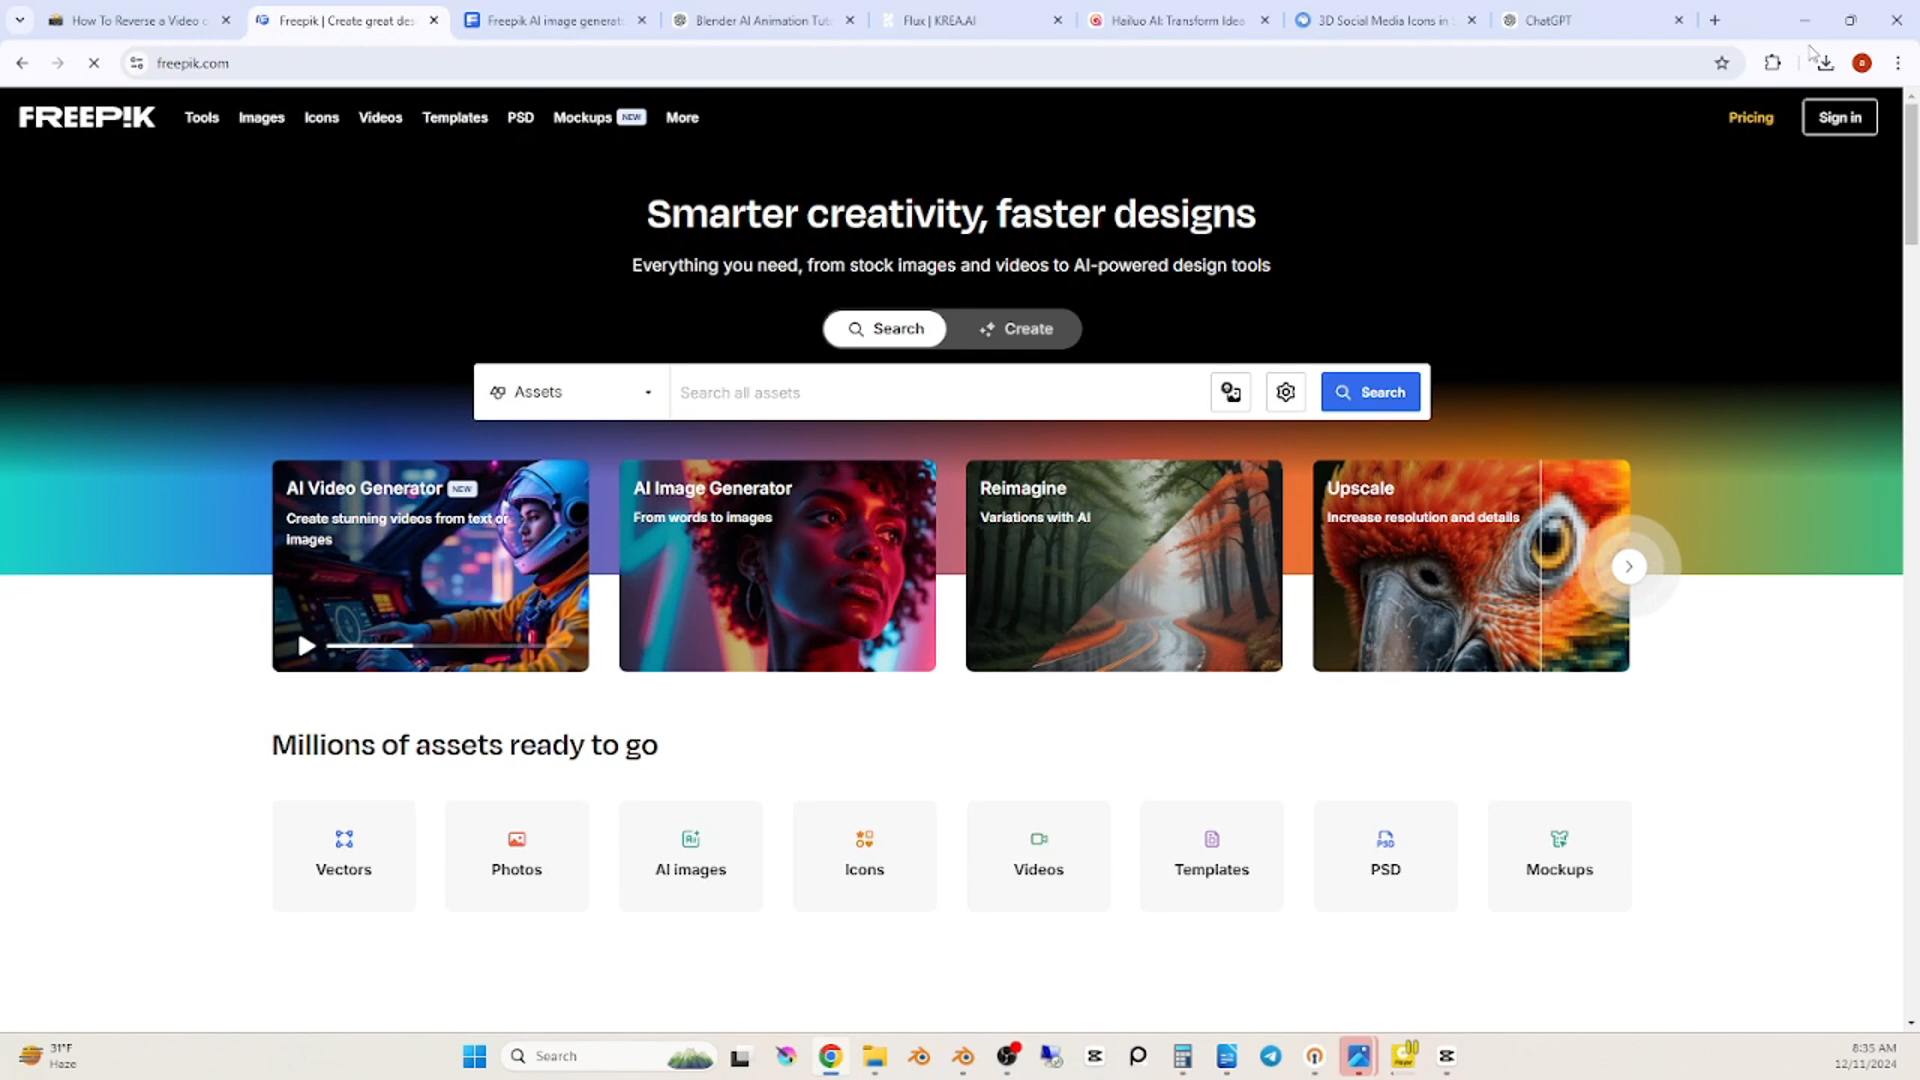 How To Reverse a Video o
Freepik | Create great des
Freepik AI image generat
Blender AI Animation Tut
Flux | KREA.AI
Hailuo AI: Transform Idea
3D Social Media Icons in
ChatGPT
freepik.com
a
FREEP!K
Tools
Images
Icons
Videos
Templates
PSD
Mockups NEW
More
Pricing
Sign in
Smarter creativity, faster designs
Everything you need, from stock images and videos to AI-powered design tools
Search
Create
Assets
Search all assets
Search
AI Video Generator NEW
Create stunning videos from text or
images
AI Image Generator
From words to images
Reimagine
Variations with AI
Upscale
Increase resolution and details
Millions of assets ready to go
Vectors
Photos
AI images
Icons
Videos
Templates
PSD
Mockups
31°F
Haze
Search
8:35 AM
12/11/2024